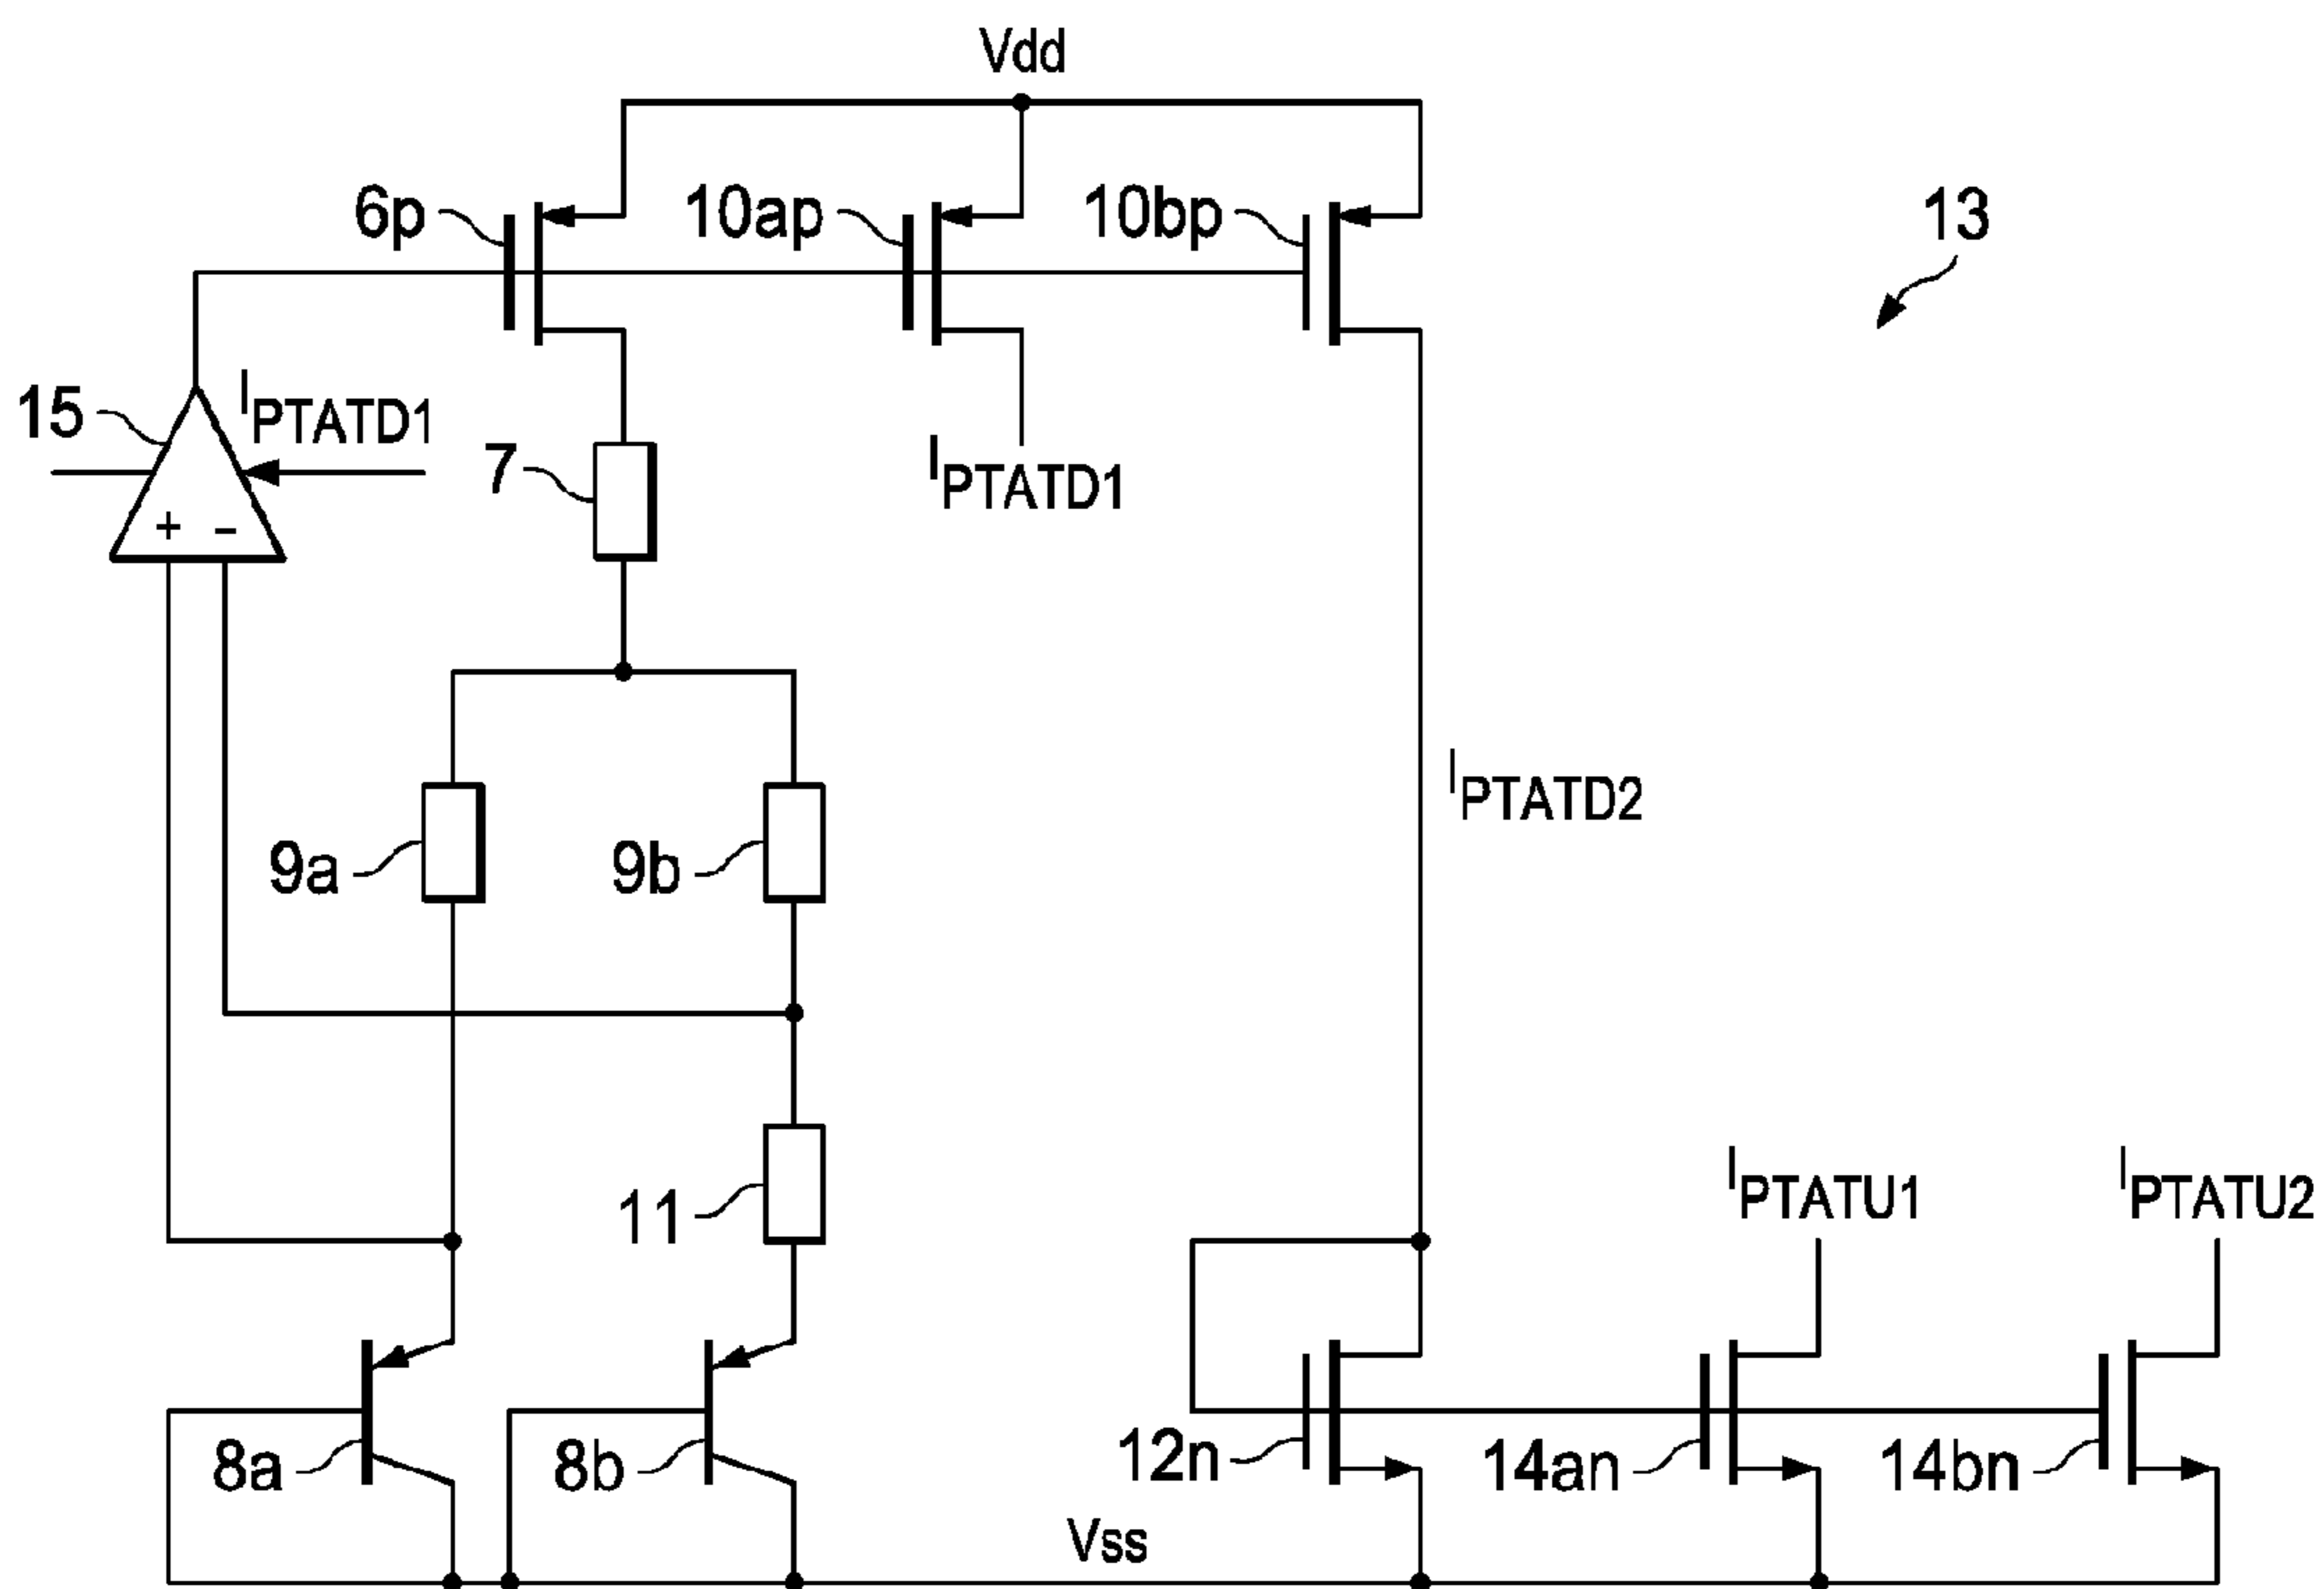 Vdd
6p
10ap
10bp
13
15
IPTATD1
+ −
7
IPTATD1
9a
9b
IPTATD2
11
IPTATU1
IPTATU2
8a
8b
12n
14an
14bn
Vss